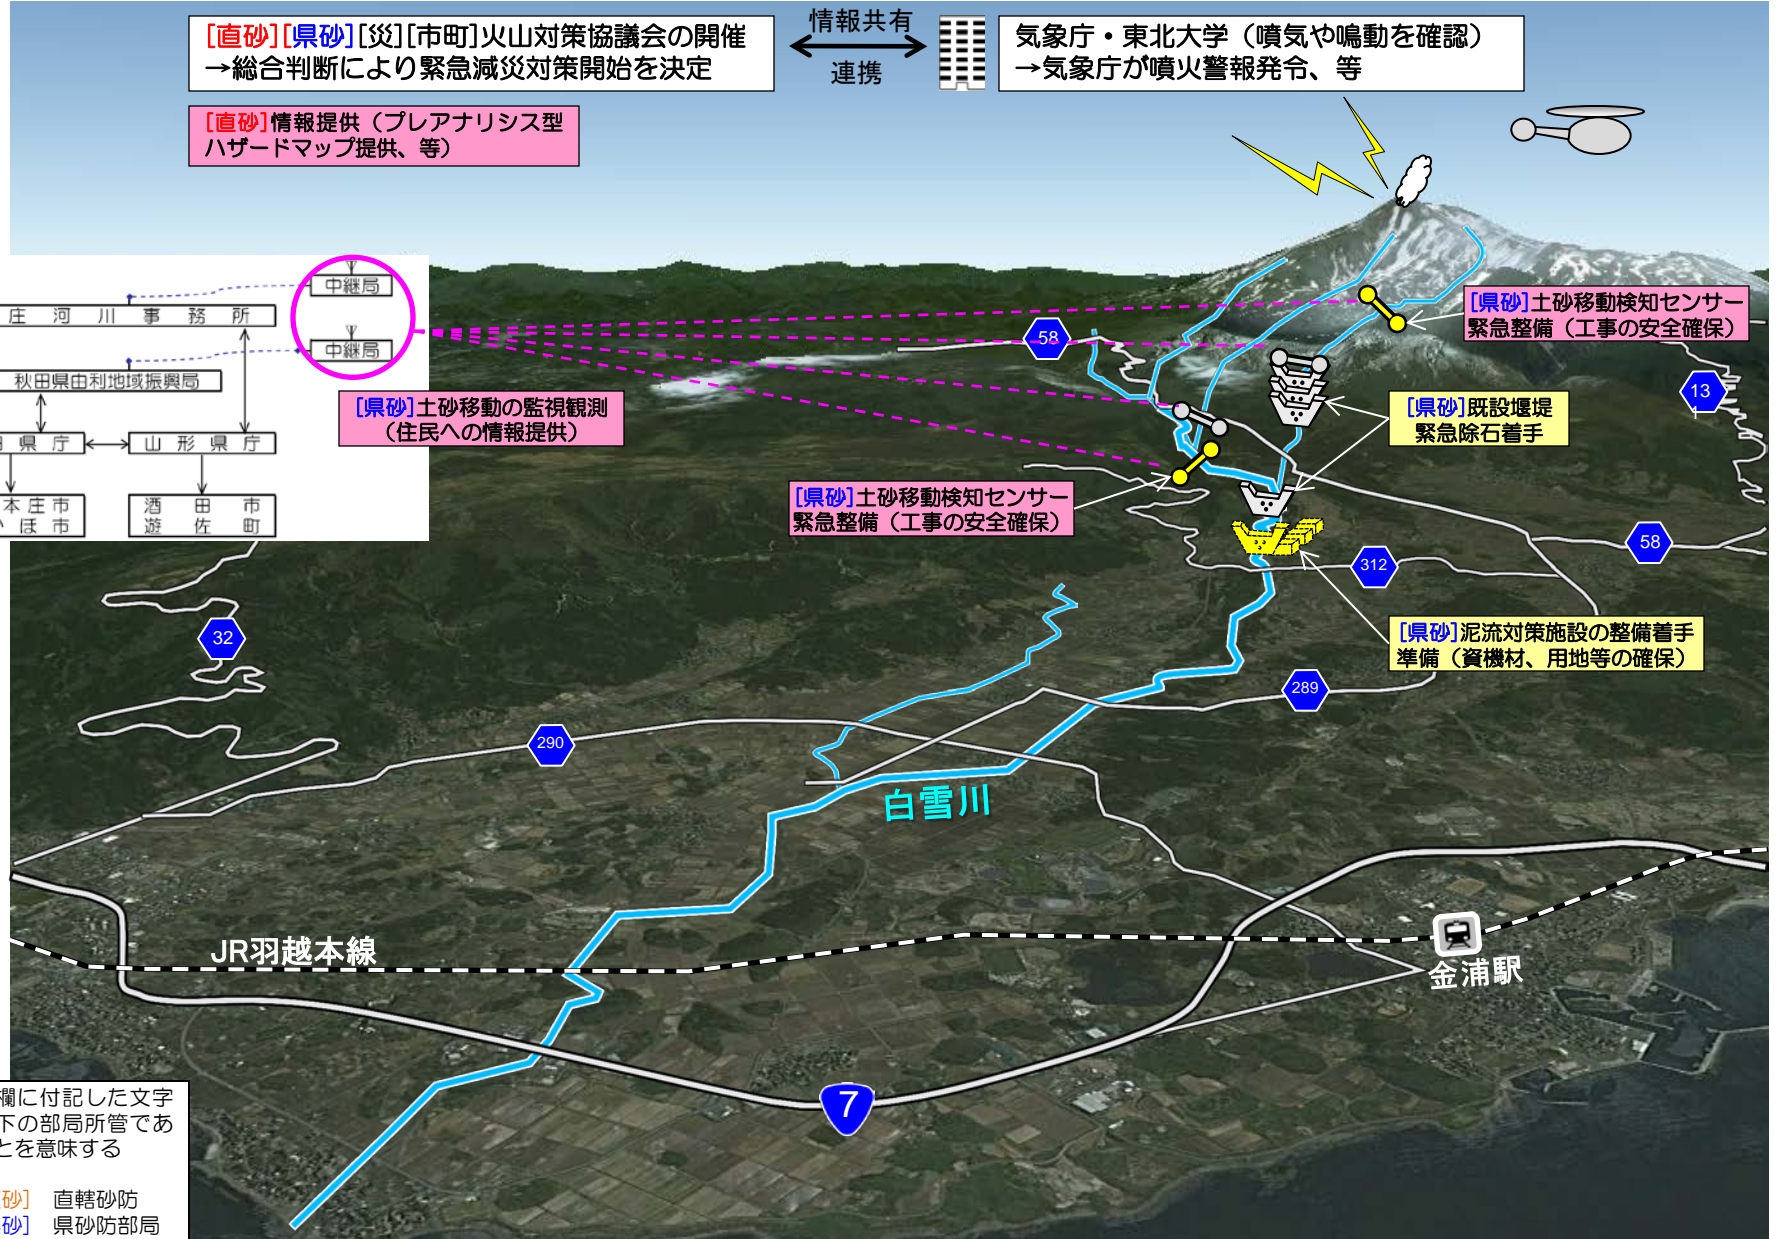 [直砂][県砂][災][市町]火山対策協議会の開催
→総合判断により緊急減災対策開始を決定
情報共有
連携
気象庁・東北大学（噴気や鳴動を確認）
→気象庁が噴火警報発令、等
[直砂]情報提供（プレアナリシス型
ハザードマップ提供、等）
中継局
庄河川事務所
中継局
秋田県由利地域振興局
県庁
山形県庁
本庄市
ほ市
酒田市
遊佐町
[県砂]土砂移動の監視観測
（住民への情報提供）
58
[県砂]土砂移動検知センサー
緊急整備（工事の安全確保）
13
1
[県砂]既設堰堤
緊急除石着手
[県砂]土砂移動検知センサー
緊急整備（工事の安全確保）
58
312
32
[県砂]泥流対策施設の整備着手
準備（資機材、用地等の確保）
289
290
白雪川
JR羽越本線
金浦駅
7
欄に付記した文字
下の部局所管であ
とを意味する
砂] 直轄砂防
砂] 県砂防部局